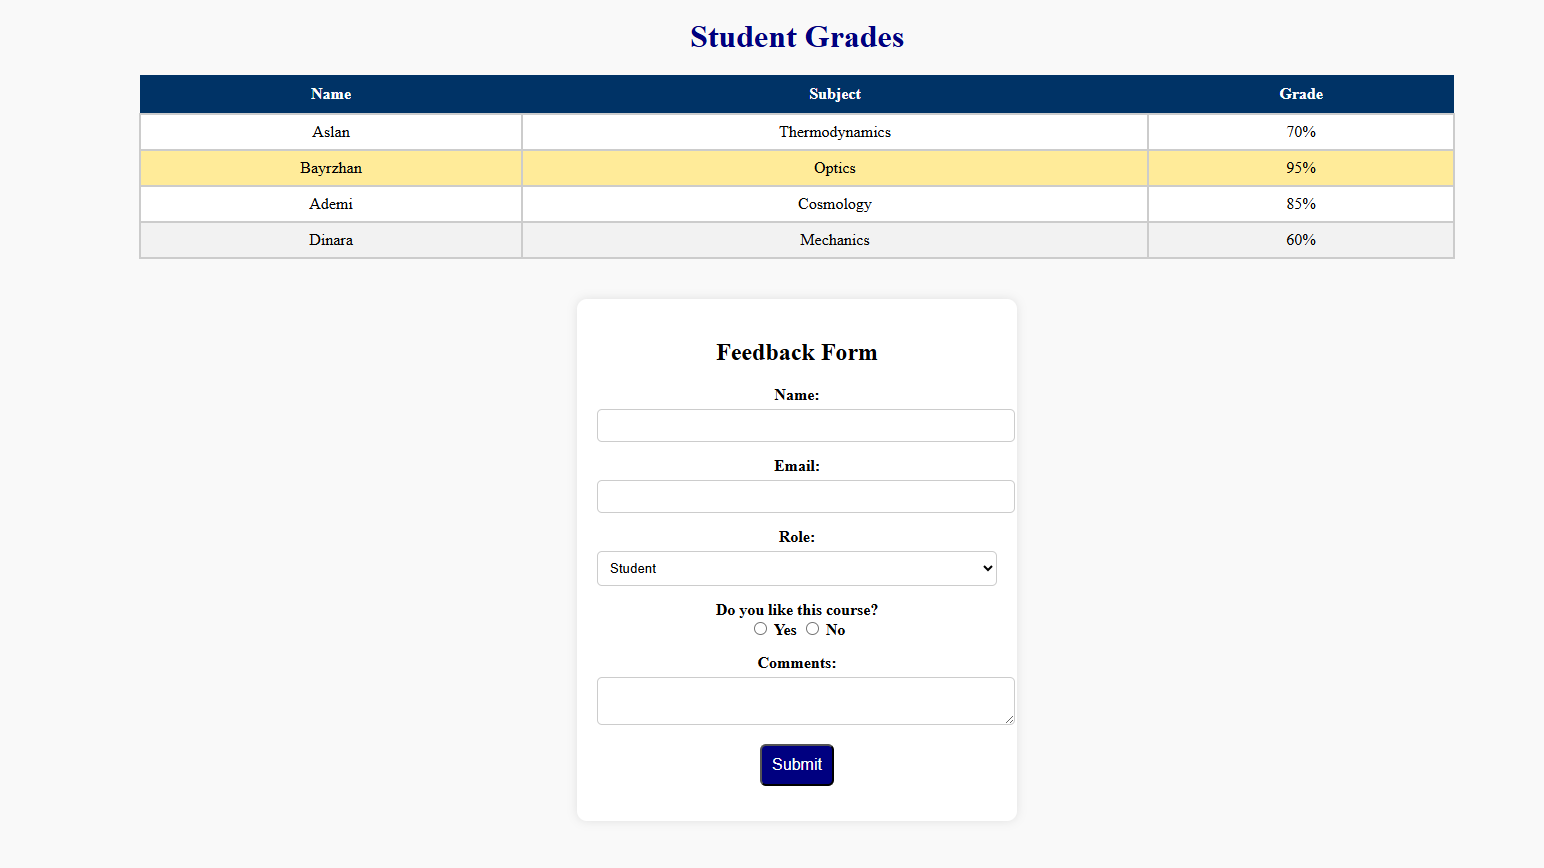 Student Grades
Name Subject Grade
Aslan Thermodynamics 70%
Bayrzhan Optics 95%
Ademi Cosmology 85%
Dinara Mechanics 60%
Feedback Form
Name:
Email:
Role:
Student
Do you like this course?
Yes No
Comments:
Submit